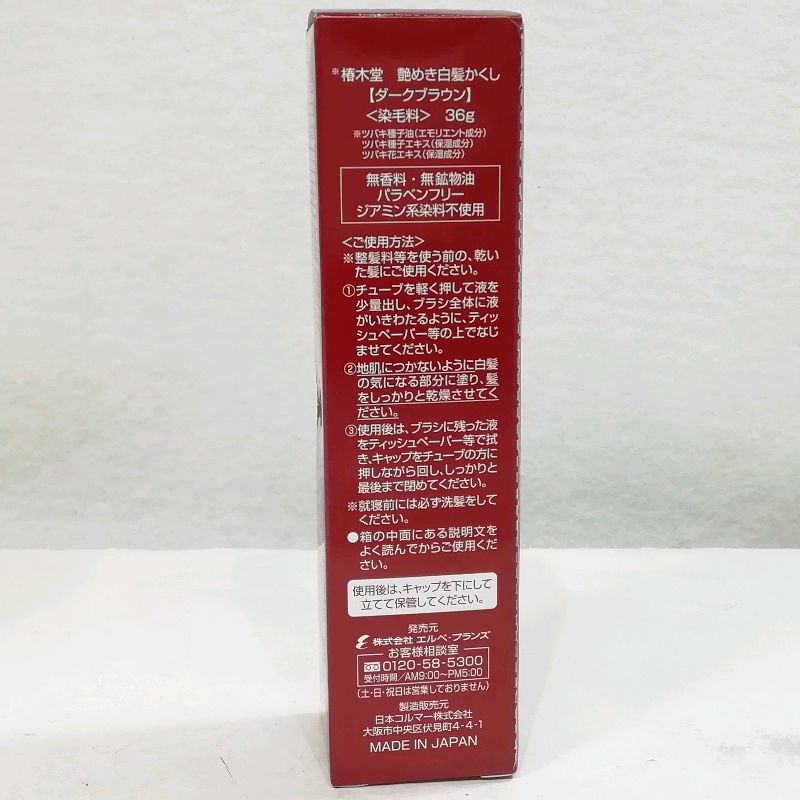 ※椿木堂 艶めき白髪かくし
【ダークブラウン】
＜染毛料＞ 36g
※ツバキ種子油(エモリエント成分)
ツバキ種子エキス(保湿成分)
ツバキ花エキス(保湿成分)
無香料・無鉱物油
パラベンフリー
ジアミン系染料不使用
＜ご使用方法＞
※整髪料等を使う前の、乾い
た髪にご使用ください。
①チューブを軽く押して液を
少量出し、ブラシ全体に液
がいきわたるように、ティッ
シュペーパー等の上でなじ
ませてください。
②地肌につかないように白髪
の気になる部分に塗り、髪
をしっかりと乾燥させてく
ださい。
③使用後は、ブラシに残った液
をティッシュペーパー等で拭
き、キャップをチューブの方に
押しながら回し、しっかりと
最後まで閉めてください。
※就寝前には必ず洗髪をして
ください。
●箱の中面にある説明文を
よく読んでからご使用くだ
さい。
使用後は、キャップを下にして
立てて保管してください。
発売元
株式会社 エルベ・プランズ
お客様相談室
0120-58-5300
受付時間/AM9:00〜PM5:00
(土・日・祝日は営業しておりません)
製造販売元
日本コルマー株式会社
大阪市中央区伏見町4-4-1
MADE IN JAPAN